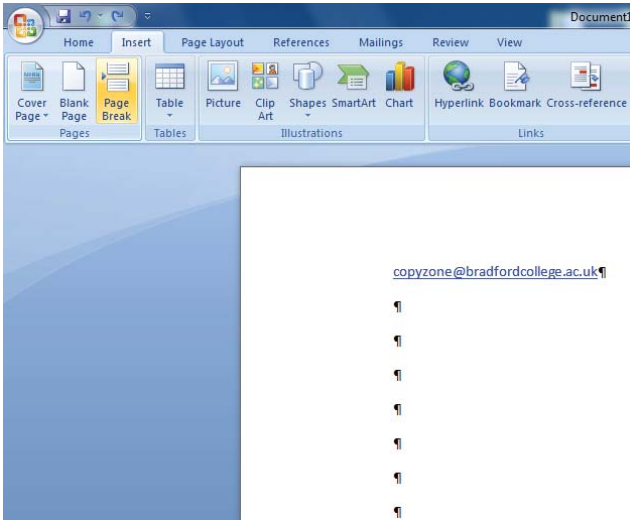 Document1
Home Insert Page Layout References Mailings Review View
Cover Page Blank Page Page Break Table Picture Clip Art Shapes SmartArt Chart Hyperlink Bookmark Cross-reference
Pages Tables Illustrations Links
copyzone@bradfordcollege.ac.uk¶
¶
¶
¶
¶
¶
¶
¶